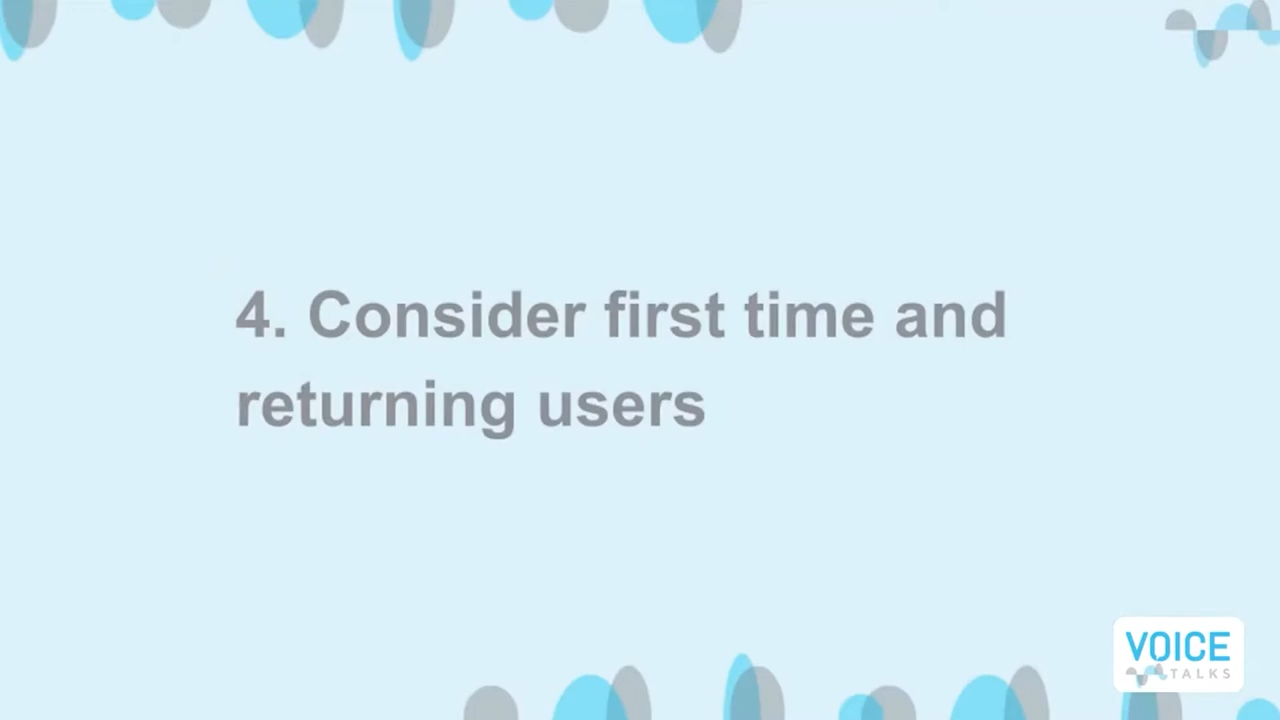 4. Consider first time and
returning users
VOICE
TALKS